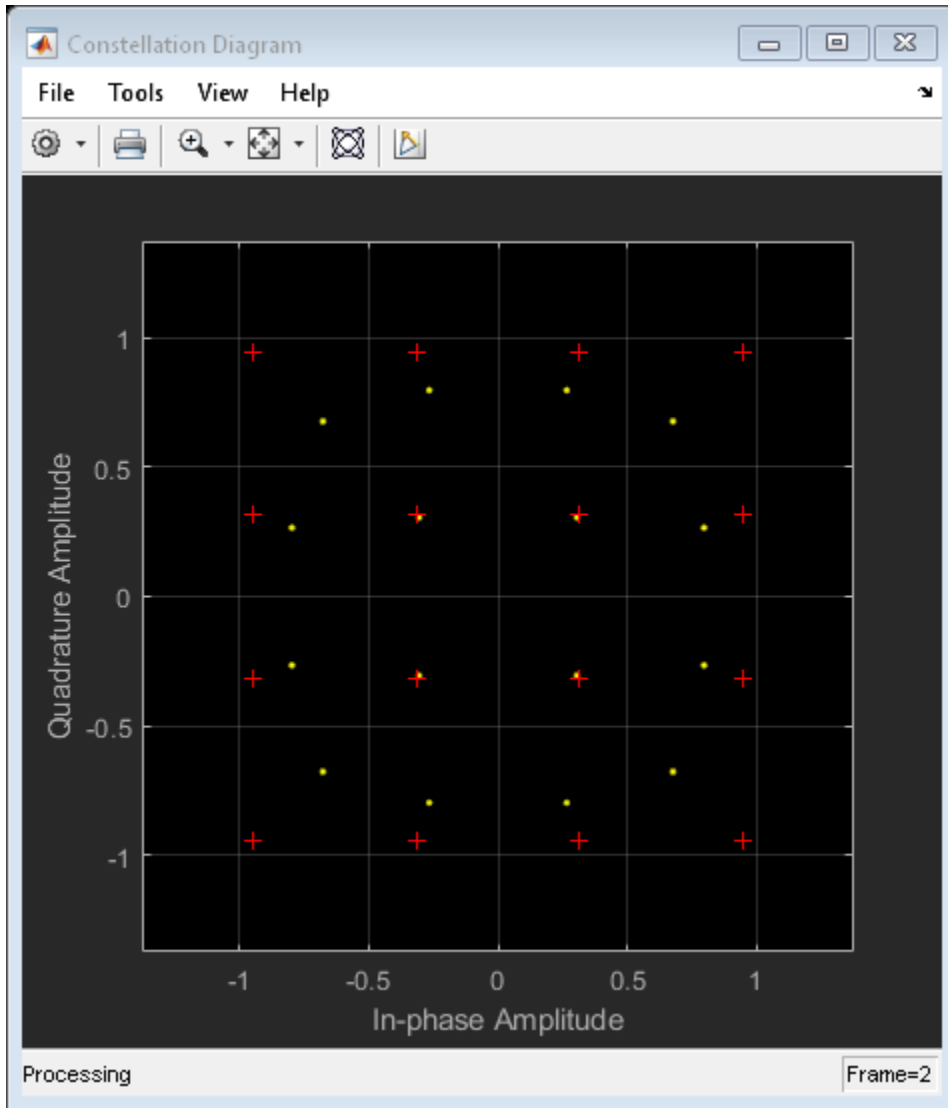 Constellation Diagram
File Tools View Help
1
0.5
0
-0.5
-1
Quadrature Amplitude
-1 -0.5 0 0.5 1
In-phase Amplitude
Processing Frame=2